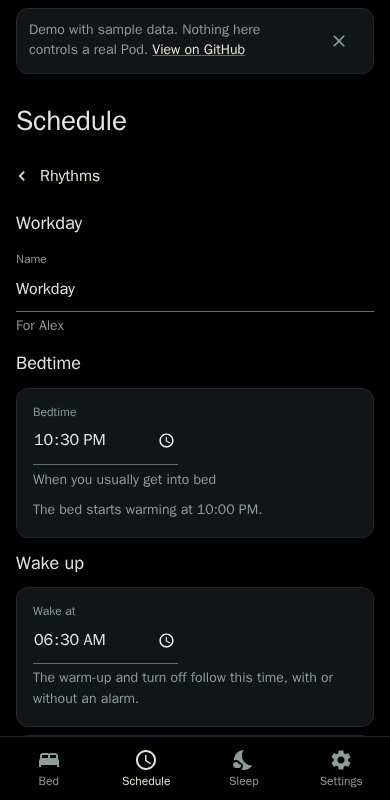 Demo with sample data. Nothing here
controls a real Pod. View on GitHub
Schedule
Rhythms
Workday
Name
Workday
For Alex
Bedtime
Bedtime
10:30 PM
When you usually get into bed
The bed starts warming at 10:00 PM.
Wake up
Wake at
06:30 AM
The warm-up and turn off follow this time, with or
without an alarm.
Bed
Schedule
Sleep
Settings